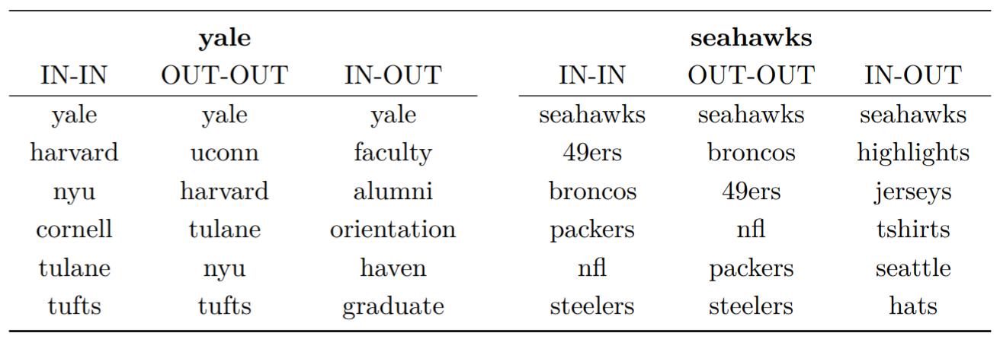 yale seahawks
IN-IN OUT-OUT IN-OUT IN-IN OUT-OUT IN-OUT
yale yale yale seahawks seahawks seahawks
harvard uconn faculty 49ers broncos highlights
nyu harvard alumni broncos 49ers jerseys
cornell tulane orientation packers nfl tshirts
tulane nyu haven nfl packers seattle
tufts tufts graduate steelers steelers hats